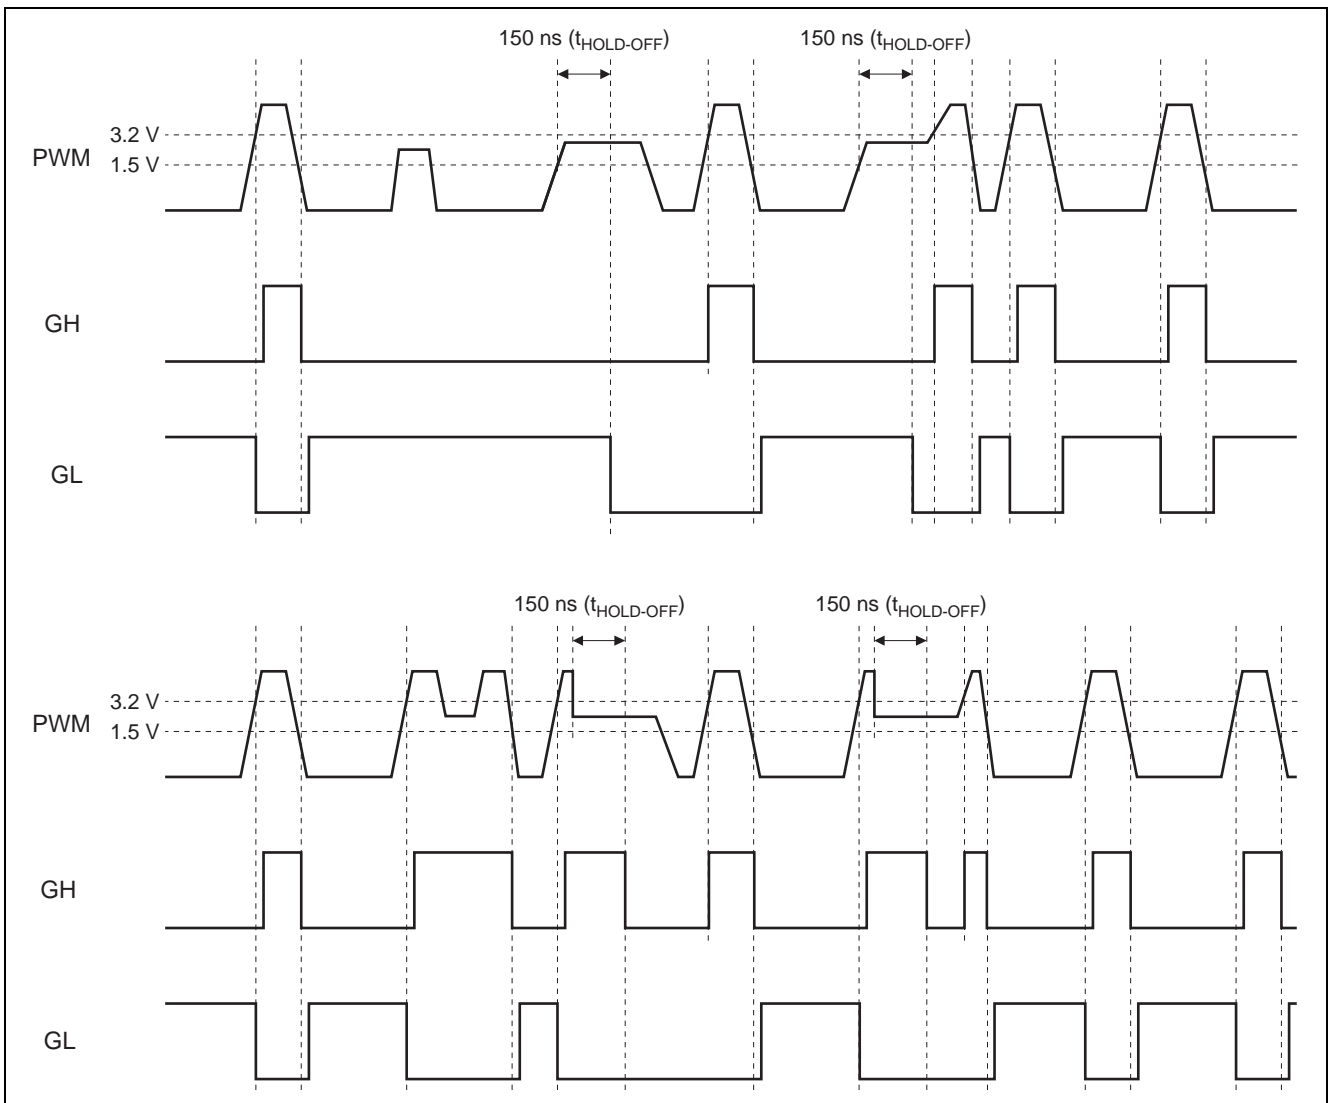 150 ns (tHOLD-OFF) 150 ns (tHOLD-OFF)
3.2 V
PWM
1.5 V
GH
GL
150 ns (tHOLD-OFF) 150 ns (tHOLD-OFF)
3.2 V
PWM
1.5 V
GH
GL